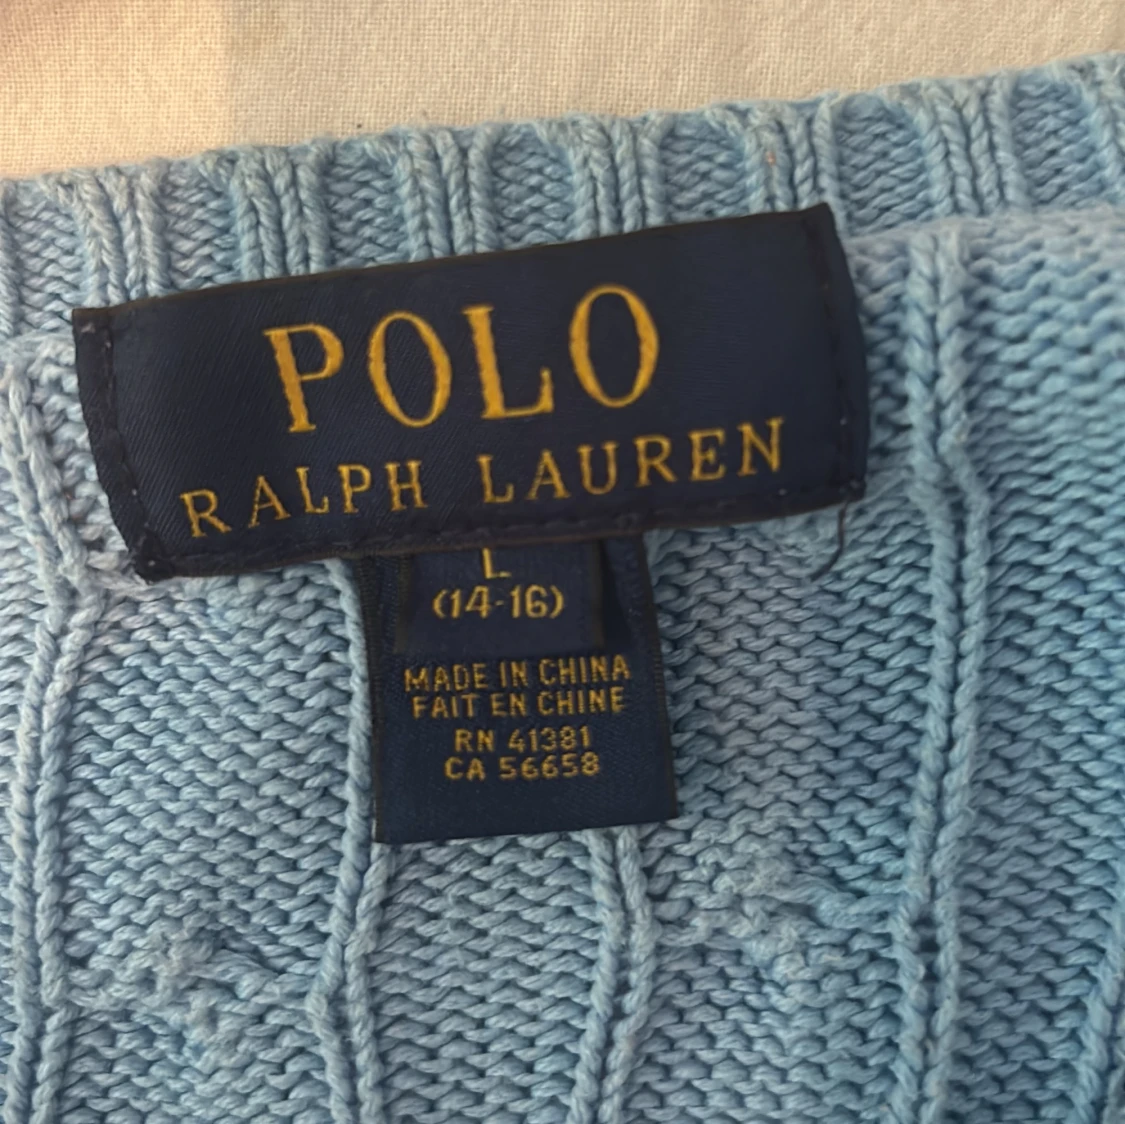 POLO
RALPH LAUREN
L
(14-16)
MADE IN CHINA
FAIT EN CHINE
RN 41381
CA 56658